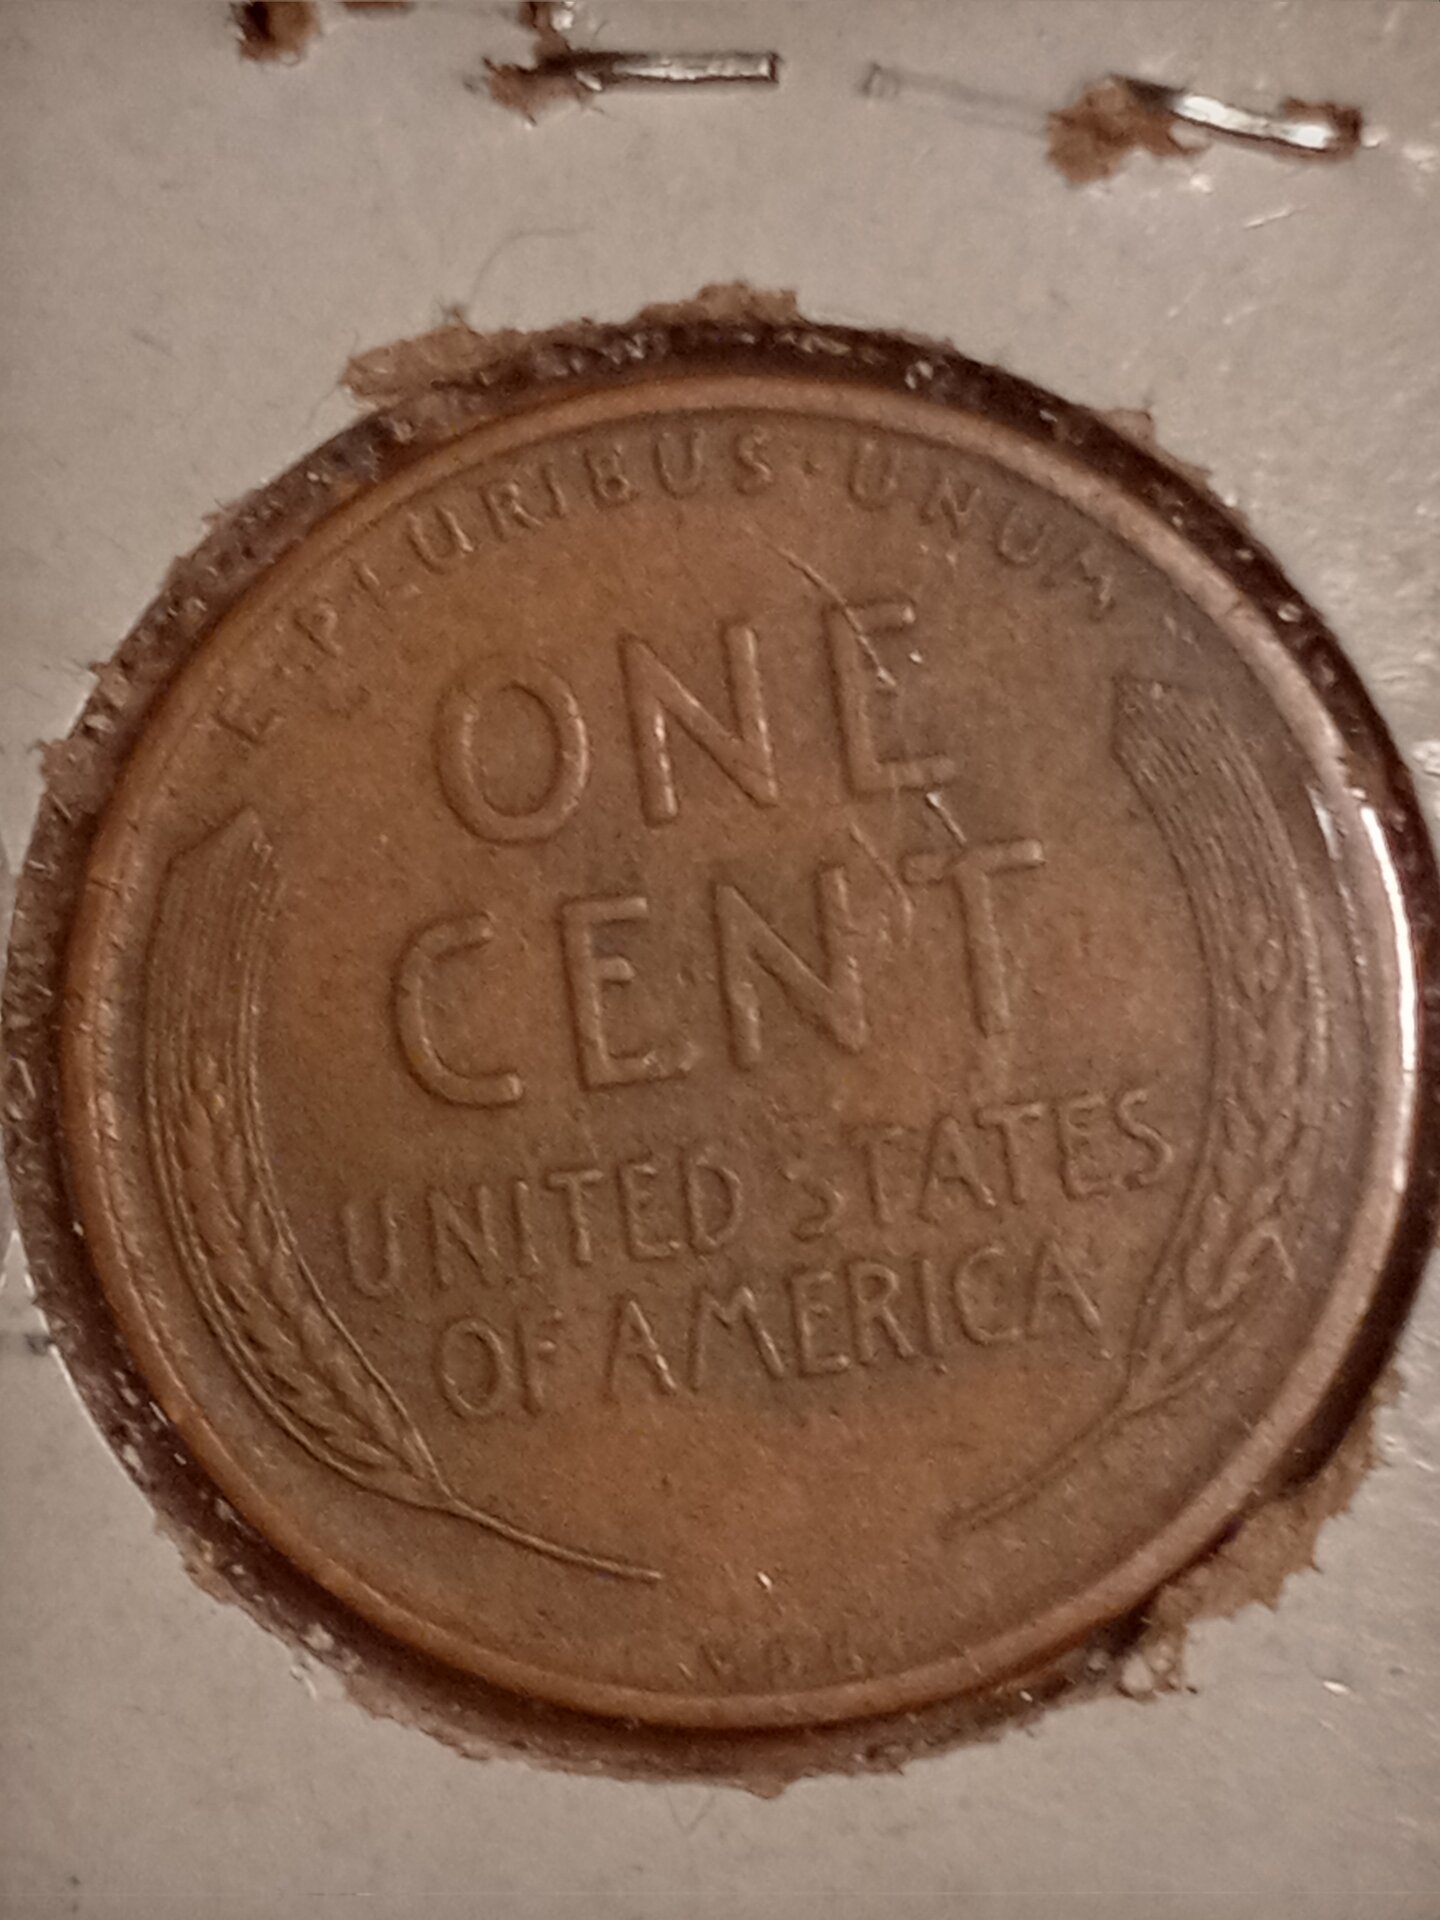 E·PLURIBUS·UNUM
ONE
CENT
UNITED STATES
OF AMERICA
V.D.B.